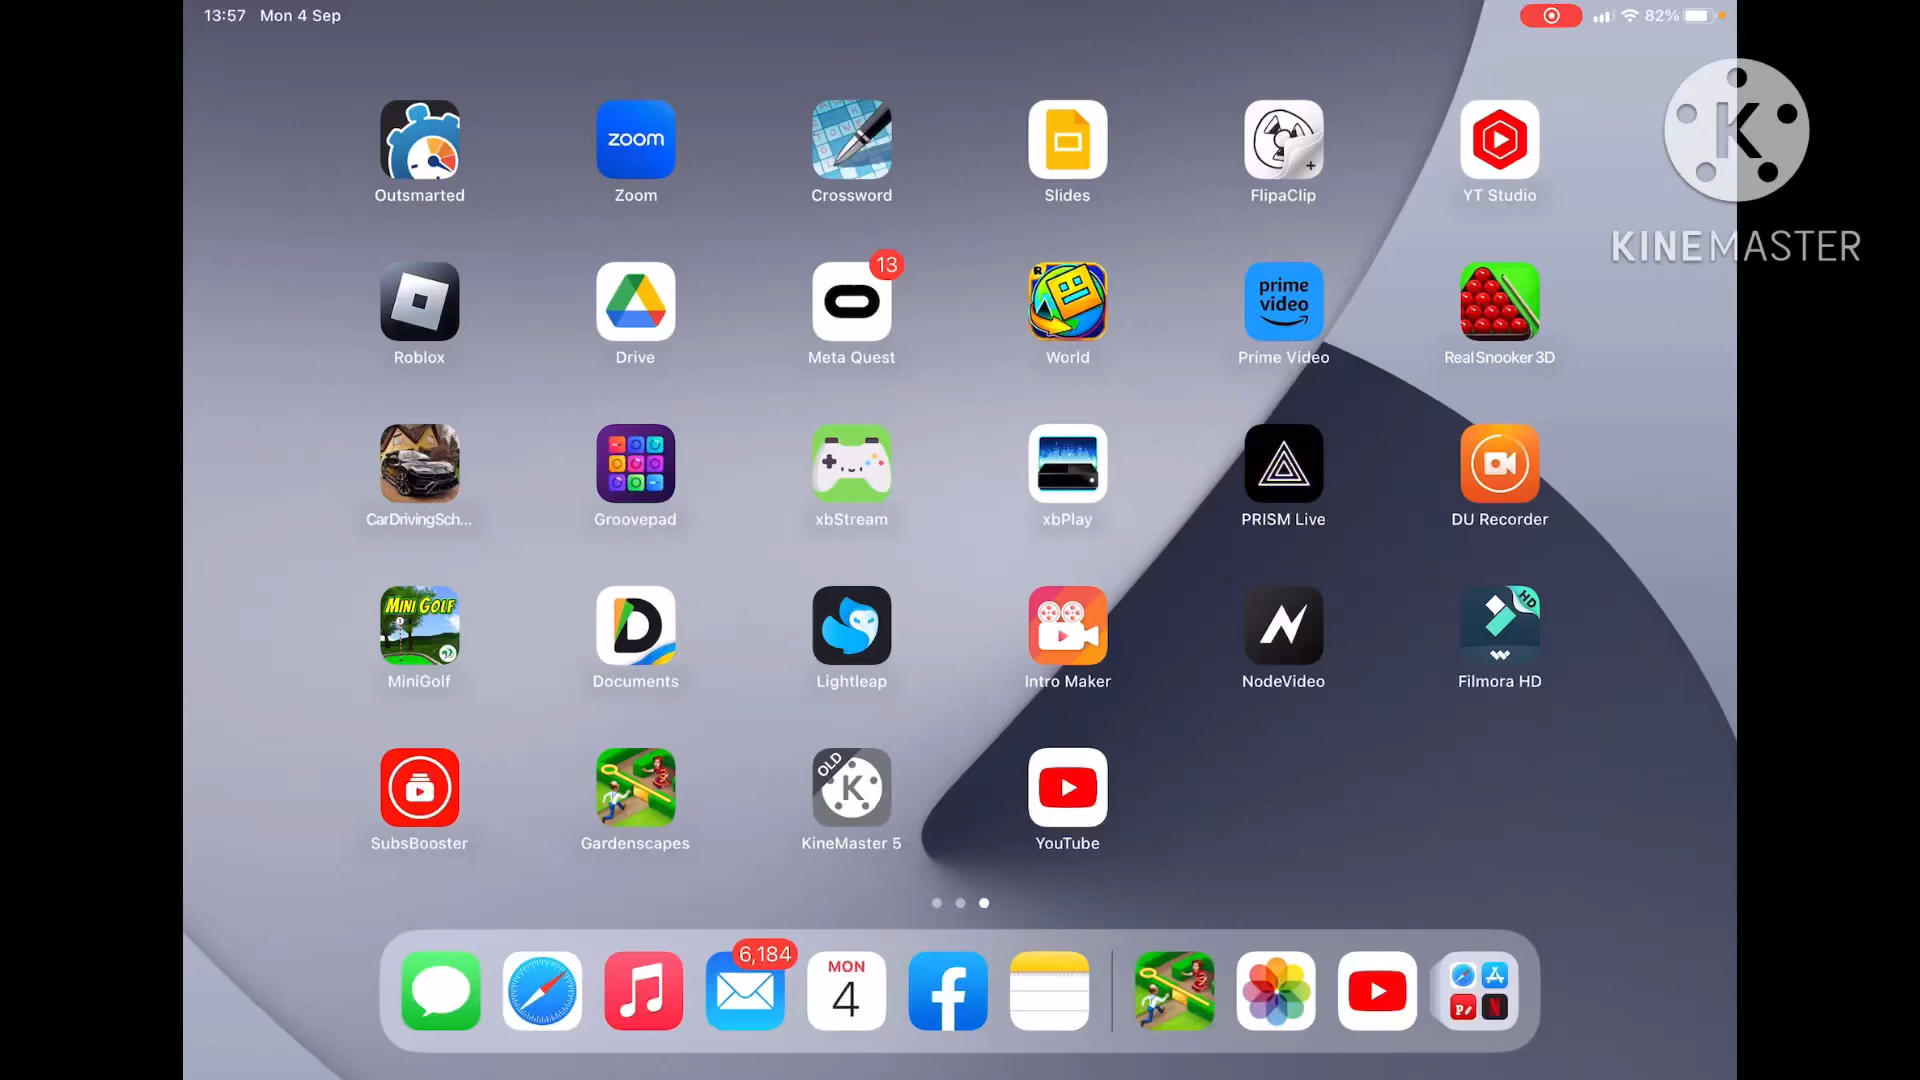 13:57 Mon 4 Sep
82%
K
KINEMASTER
zoom
Outsmarted Zoom Crossword Slides FlipaClip YT Studio
13
R
prime video
Roblox Drive Meta Quest World Prime Video Real Snooker 3D
CarDrivingSch... Groovepad xbStream xbPlay PRISM Live DU Recorder
MINI GOLF
D
N
HD
MiniGolf Documents Lightleap Intro Maker NodeVideo Filmora HD
OLD
K
SubsBooster Gardenscapes KineMaster 5 YouTube
6,184
MON
4